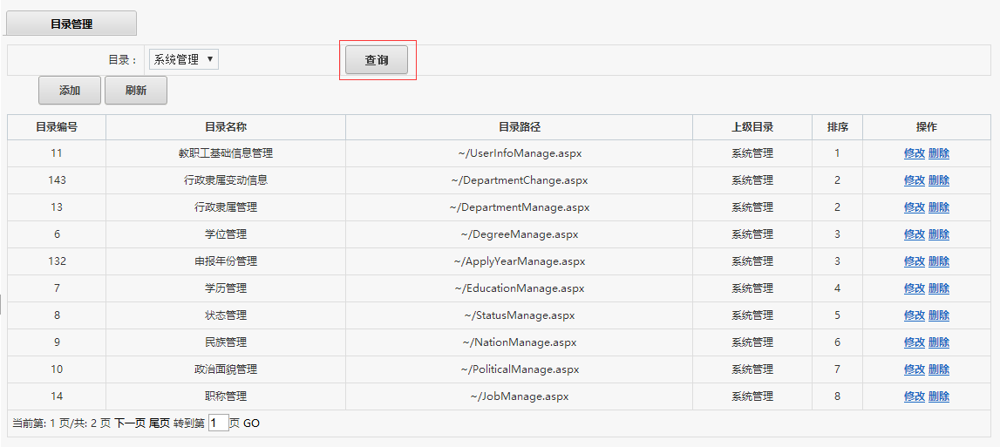 目录管理
目录： 系统管理 ▼ 查询
添加 刷新
目录编号 目录名称 目录路径 上级目录 排序 操作
11 教职工基础信息管理 ~/UserInfoManage.aspx 系统管理 1 修改 删除
143 行政隶属变动信息 ~/DepartmentChange.aspx 系统管理 2 修改 删除
13 行政隶属管理 ~/DepartmentManage.aspx 系统管理 2 修改 删除
6 学位管理 ~/DegreeManage.aspx 系统管理 3 修改 删除
132 申报年份管理 ~/ApplyYearManage.aspx 系统管理 3 修改 删除
7 学历管理 ~/EducationManage.aspx 系统管理 4 修改 删除
8 状态管理 ~/StatusManage.aspx 系统管理 5 修改 删除
9 民族管理 ~/NationManage.aspx 系统管理 6 修改 删除
10 政治面貌管理 ~/PoliticalManage.aspx 系统管理 7 修改 删除
14 职称管理 ~/JobManage.aspx 系统管理 8 修改 删除
当前第: 1 页/共: 2 页 下一页 尾页 转到第 1 页 GO